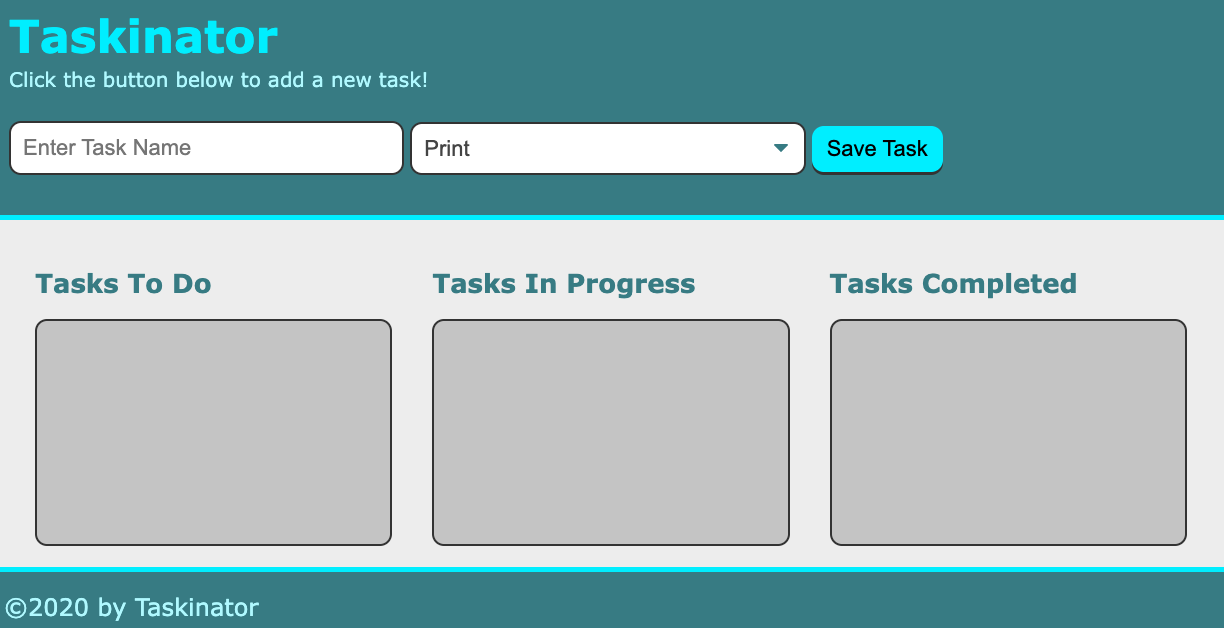 Taskinator
Click the button below to add a new task!
Enter Task Name Print Save Task
Tasks To Do Tasks In Progress Tasks Completed
©2020 by Taskinator